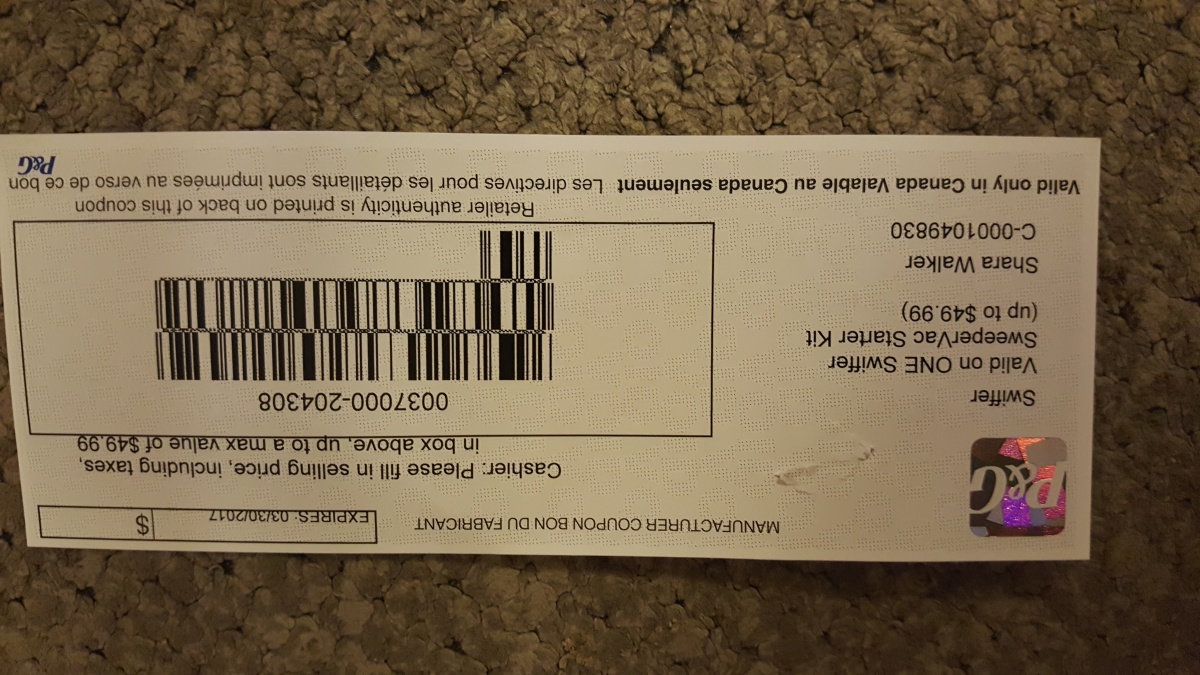 MANUFACTURER COUPON BON DU FABRICANT
EXPIRES: 03/30/2017
$
P&G
Cashier: Please fill in selling price, including taxes,
in box above, up to a max value of $49.99
Swiffer
Valid on ONE Swiffer
SweeperVac Starter Kit
(up to $49.99)
Shara Walker
C-0001049830
0037000-204308
Retailer authenticity is printed on back of this coupon
Valid only in Canada Valable au Canada seulement Les directives pour les détaillants sont imprimées au verso de ce bon
P&G